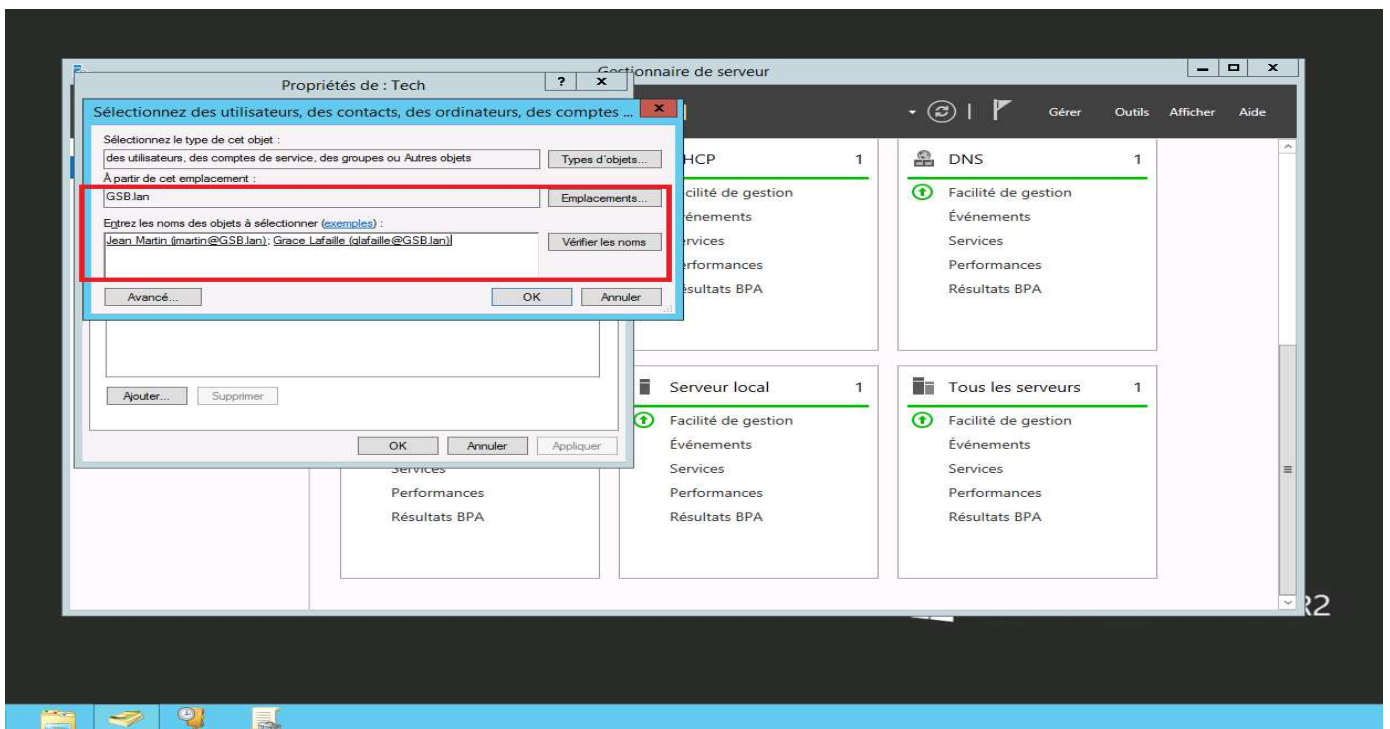 Gestionnaire de serveur
Propriétés de : Tech
? x
Sélectionnez des utilisateurs, des contacts, des ordinateurs, des comptes ...
Gérer Outils Afficher Aide
Sélectionnez le type de cet objet :
des utilisateurs, des comptes de service, des groupes ou Autres objets
Types d'objets...
À partir de cet emplacement :
GSB.lan
Emplacements...
Entrez les noms des objets à sélectionner (exemples) :
Jean Martin (jmartin@GSB.lan); Grace Lafaille (glafaille@GSB.lan)
Vérifier les noms
Avancé...
OK Annuler
Ajouter... Supprimer
OK Annuler Appliquer
HCP 1
cilité de gestion
énements
rvices
erformances
ésultats BPA
DNS 1
Facilité de gestion
Événements
Services
Performances
Résultats BPA
Services
Performances
Résultats BPA
Serveur local 1
Facilité de gestion
Événements
Services
Performances
Résultats BPA
Tous les serveurs 1
Facilité de gestion
Événements
Services
Performances
Résultats BPA
R2